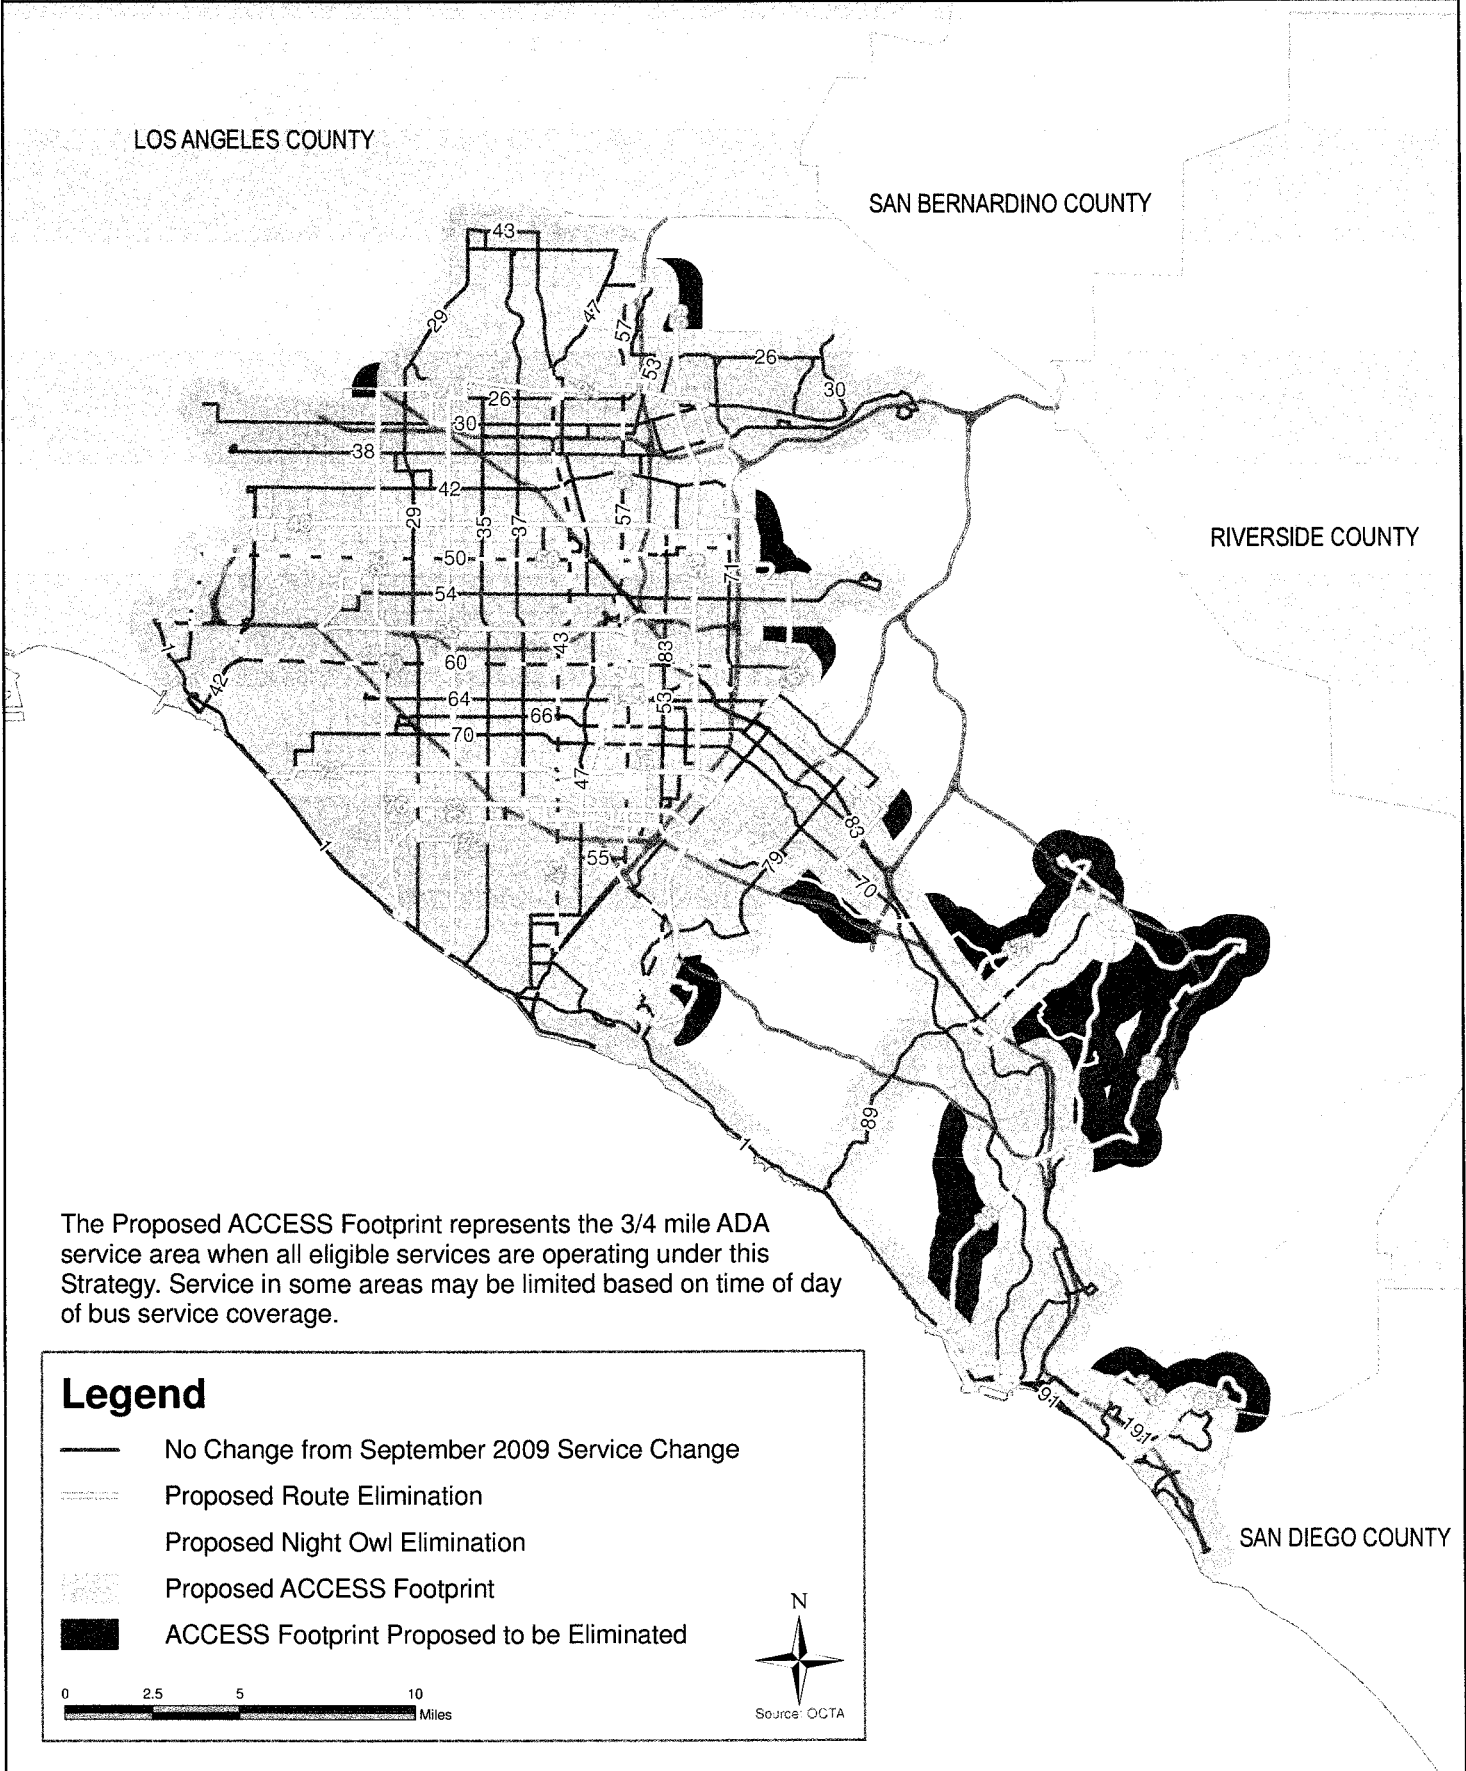 LOS ANGELES COUNTY
SAN BERNARDINO COUNTY
43
29
47
57
53
26
30
26
30
38
42
29
35
37
57
RIVERSIDE COUNTY
50
71
54
1
43
83
60
42
64
53
66
70
47
1
83
55
79
70
89
1
The Proposed ACCESS Footprint represents the 3/4 mile ADA
service area when all eligible services are operating under this
Strategy. Service in some areas may be limited based on time of day
of bus service coverage.
91
191
SAN DIEGO COUNTY
Legend
No Change from September 2009 Service Change
Proposed Route Elimination
Proposed Night Owl Elimination
Proposed ACCESS Footprint
ACCESS Footprint Proposed to be Eliminated
N
0 2.5 5 10
Miles
Source: OCTA